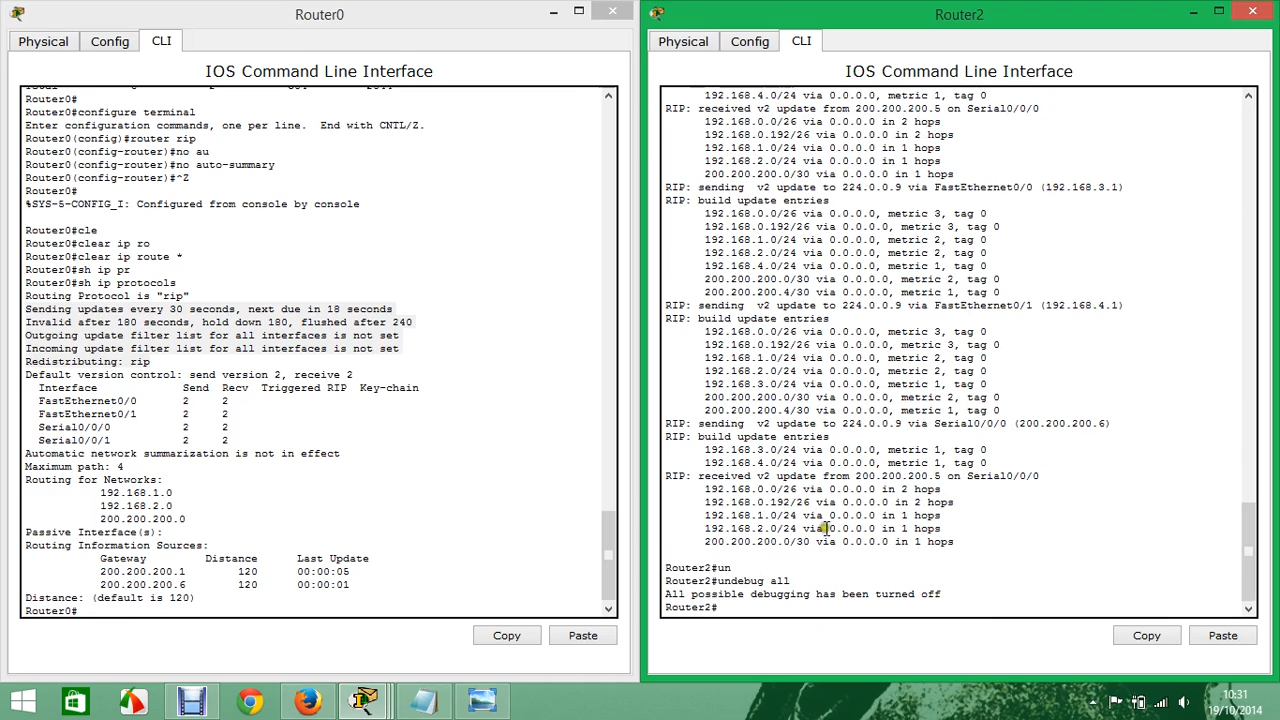 Router0
Physical
Config
CLI
IOS Command Line Interface
Router0#
Router0#configure terminal
Enter configuration commands, one per line.  End with CNTL/Z.
Router0(config)#router rip
Router0(config-router)#no au
Router0(config-router)#no auto-summary
Router0(config-router)#^Z
Router0#
%SYS-5-CONFIG_I: Configured from console by console
Router0#cle
Router0#clear ip ro
Router0#clear ip route *
Router0#sh ip pr
Router0#sh ip protocols
Routing Protocol is "rip"
Sending updates every 30 seconds, next due in 18 seconds
Invalid after 180 seconds, hold down 180, flushed after 240
Outgoing update filter list for all interfaces is not set
Incoming update filter list for all interfaces is not set
Redistributing: rip
Default version control: send version 2, receive 2
Interface Send Recv Triggered RIP Key-chain
FastEthernet0/0 2 2
FastEthernet0/1 2 2
Serial0/0/0 2 2
Serial0/0/1 2 2
Automatic network summarization is not in effect
Maximum path: 4
Routing for Networks:
192.168.1.0
192.168.2.0
200.200.200.0
Passive Interface(s):
Routing Information Sources:
Gateway Distance Last Update
200.200.200.1 120 00:00:05
200.200.200.6 120 00:00:01
Distance: (default is 120)
Router0#
Copy
Paste
Router2
Physical
Config
CLI
IOS Command Line Interface
192.168.4.0/24 via 0.0.0.0, metric 1, tag 0
RIP: received v2 update from 200.200.200.5 on Serial0/0/0
192.168.0.0/26 via 0.0.0.0 in 2 hops
192.168.0.192/26 via 0.0.0.0 in 2 hops
192.168.1.0/24 via 0.0.0.0 in 1 hops
192.168.2.0/24 via 0.0.0.0 in 1 hops
200.200.200.0/30 via 0.0.0.0 in 1 hops
RIP: sending  v2 update to 224.0.0.9 via FastEthernet0/0 (192.168.3.1)
RIP: build update entries
192.168.0.0/26 via 0.0.0.0, metric 3, tag 0
192.168.0.192/26 via 0.0.0.0, metric 3, tag 0
192.168.1.0/24 via 0.0.0.0, metric 2, tag 0
192.168.2.0/24 via 0.0.0.0, metric 2, tag 0
192.168.4.0/24 via 0.0.0.0, metric 1, tag 0
200.200.200.0/30 via 0.0.0.0, metric 2, tag 0
200.200.200.4/30 via 0.0.0.0, metric 1, tag 0
RIP: sending  v2 update to 224.0.0.9 via FastEthernet0/1 (192.168.4.1)
RIP: build update entries
192.168.0.0/26 via 0.0.0.0, metric 3, tag 0
192.168.0.192/26 via 0.0.0.0, metric 3, tag 0
192.168.1.0/24 via 0.0.0.0, metric 2, tag 0
192.168.2.0/24 via 0.0.0.0, metric 2, tag 0
192.168.3.0/24 via 0.0.0.0, metric 1, tag 0
200.200.200.0/30 via 0.0.0.0, metric 2, tag 0
200.200.200.4/30 via 0.0.0.0, metric 1, tag 0
RIP: sending  v2 update to 224.0.0.9 via Serial0/0/0 (200.200.200.6)
RIP: build update entries
192.168.3.0/24 via 0.0.0.0, metric 1, tag 0
192.168.4.0/24 via 0.0.0.0, metric 1, tag 0
RIP: received v2 update from 200.200.200.5 on Serial0/0/0
192.168.0.0/26 via 0.0.0.0 in 2 hops
192.168.0.192/26 via 0.0.0.0 in 2 hops
192.168.1.0/24 via 0.0.0.0 in 1 hops
192.168.2.0/24 via 0.0.0.0 in 1 hops
200.200.200.0/30 via 0.0.0.0 in 1 hops
Router2#un
Router2#undebug all
All possible debugging has been turned off
Router2#
Copy
Paste
10:31
19/10/2014